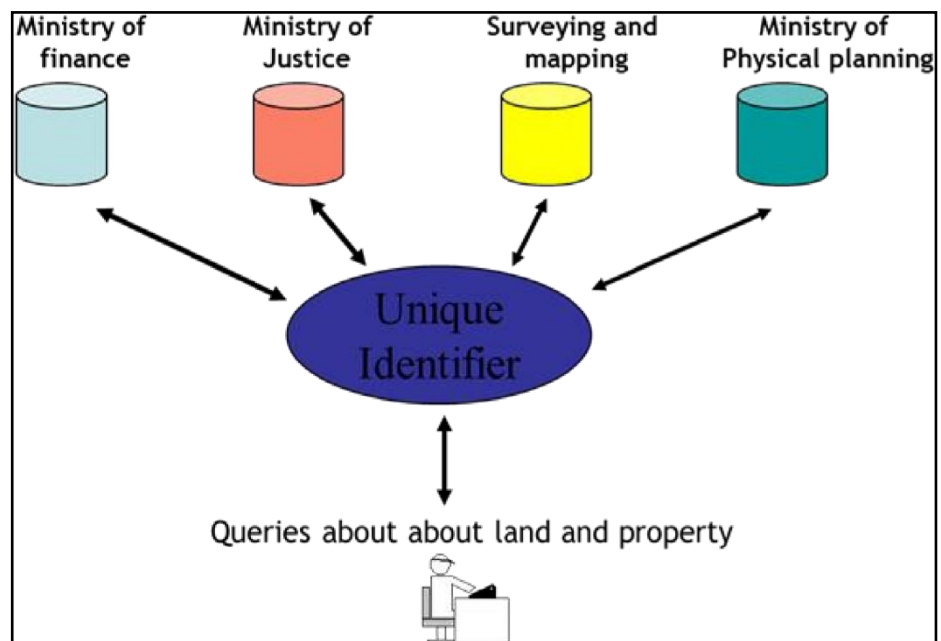 Ministry of
finance
Ministry of
Justice
Surveying and
mapping
Ministry of
Physical planning
Unique
Identifier
Queries about about land and property